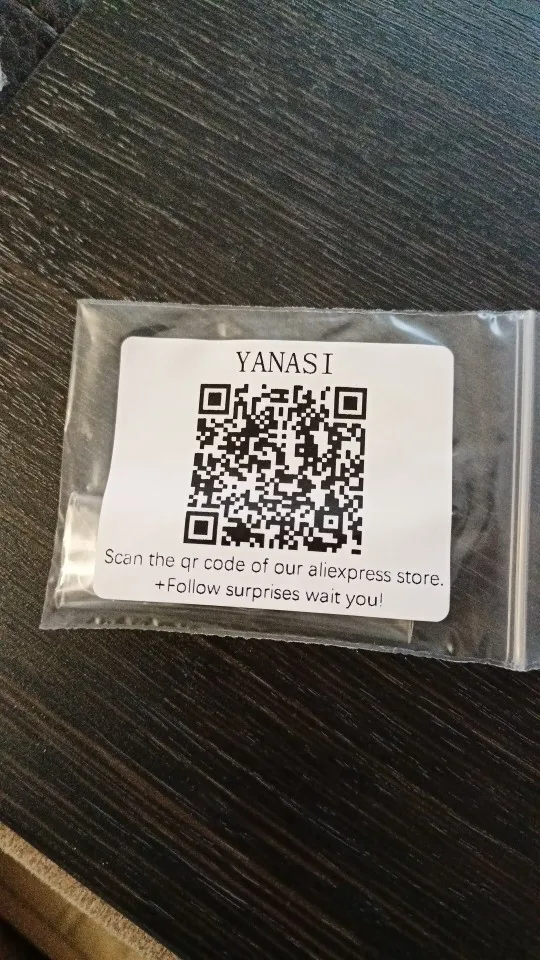 YANASI
Scan the qr code of our aliexpress store.
+Follow surprises wait you!